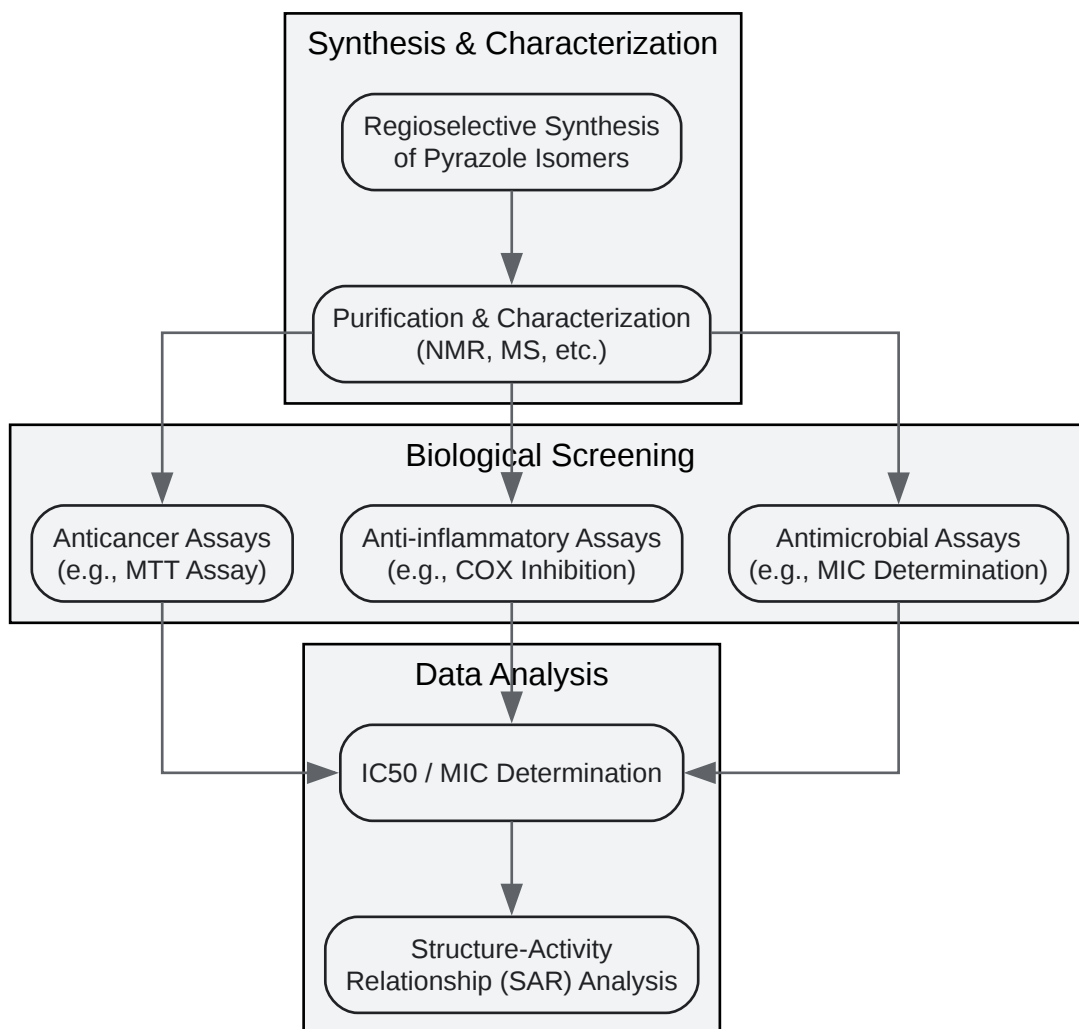 Synthesis & Characterization
Regioselective Synthesis
of Pyrazole Isomers
Purification & Characterization
(NMR, MS, etc.)
Biological Screening
Anticancer Assays
(e.g., MTT Assay)
Anti-inflammatory Assays
(e.g., COX Inhibition)
Antimicrobial Assays
(e.g., MIC Determination)
Data Analysis
IC50 / MIC Determination
Structure-Activity
Relationship (SAR) Analysis